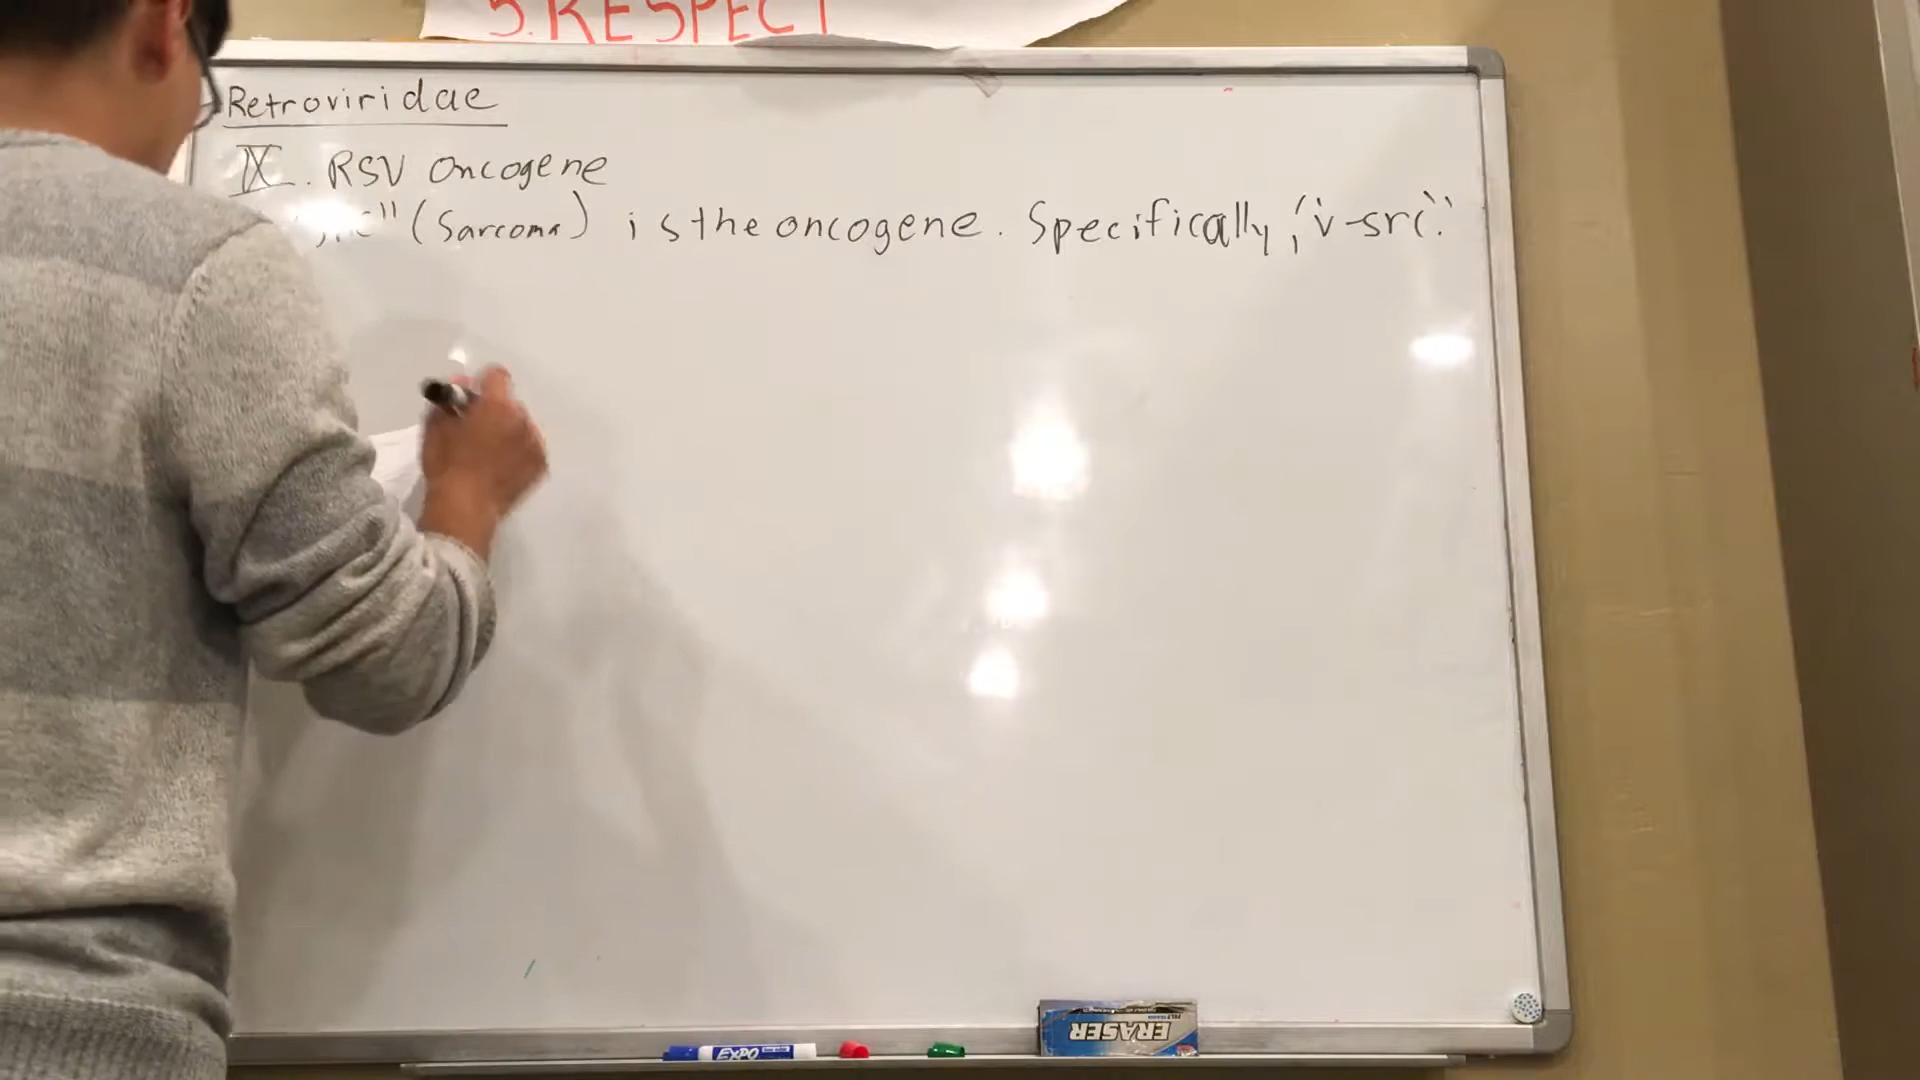 5. RESPECT
Retroviridae
IX. RSV oncogene
(Sarcoma) is the oncogene. Specifically, "v-src."
EXPO
ERASER